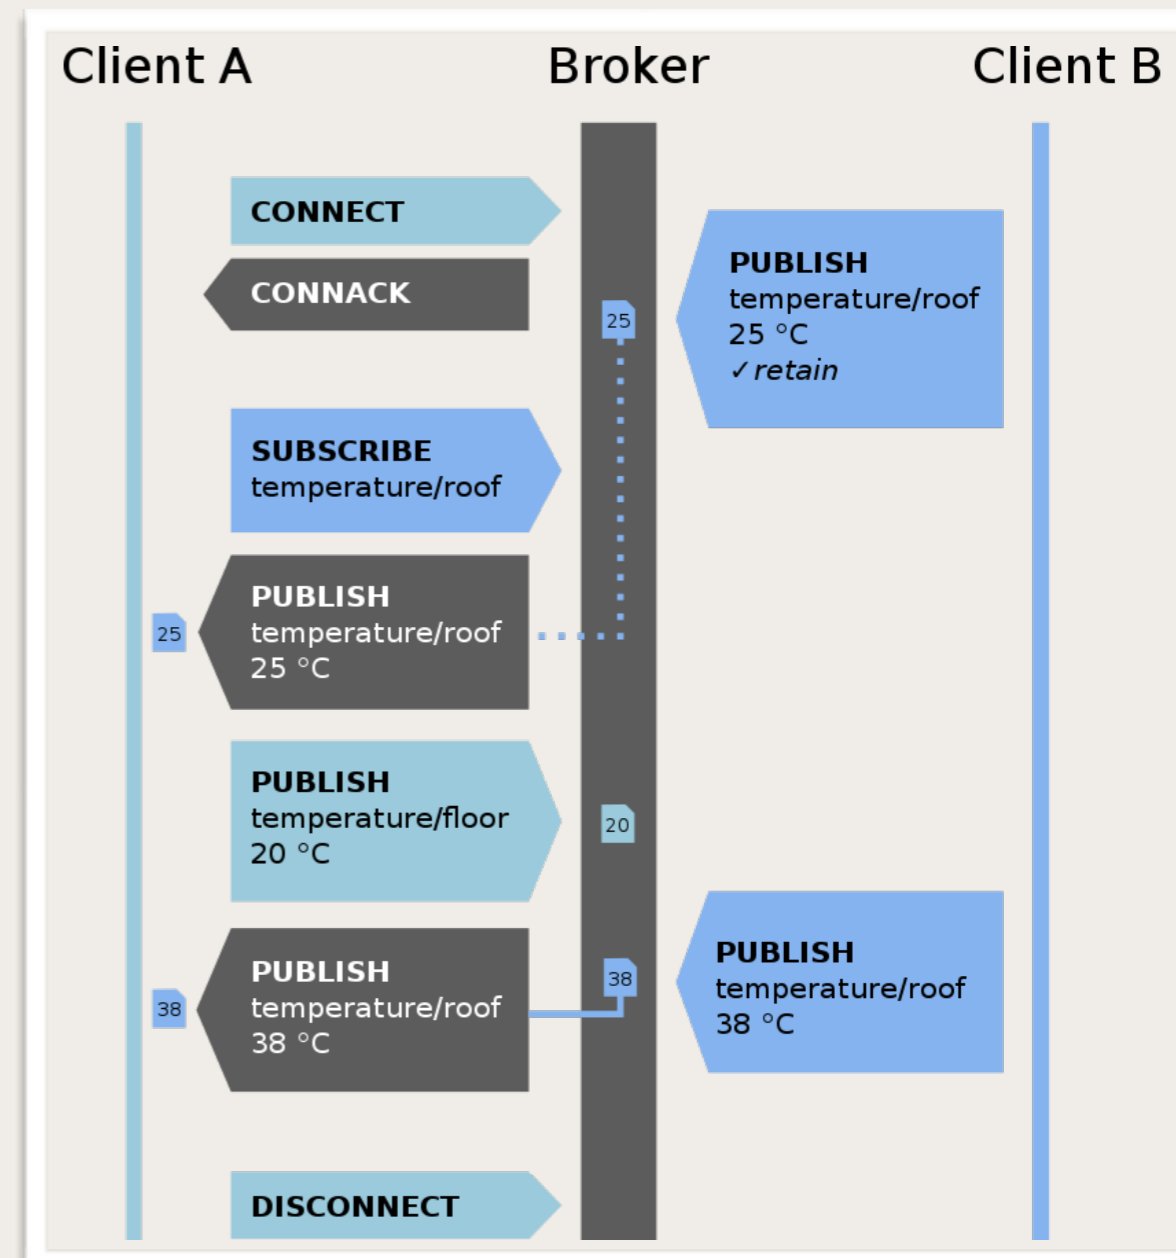 Client A
Broker
Client B
CONNECT
PUBLISH
temperature/roof
25 °C
✓retain
CONNACK
25
SUBSCRIBE
temperature/roof
PUBLISH
temperature/roof
25 °C
25
PUBLISH
temperature/floor
20 °C
20
PUBLISH
temperature/roof
38 °C
38
PUBLISH
temperature/roof
38 °C
38
DISCONNECT